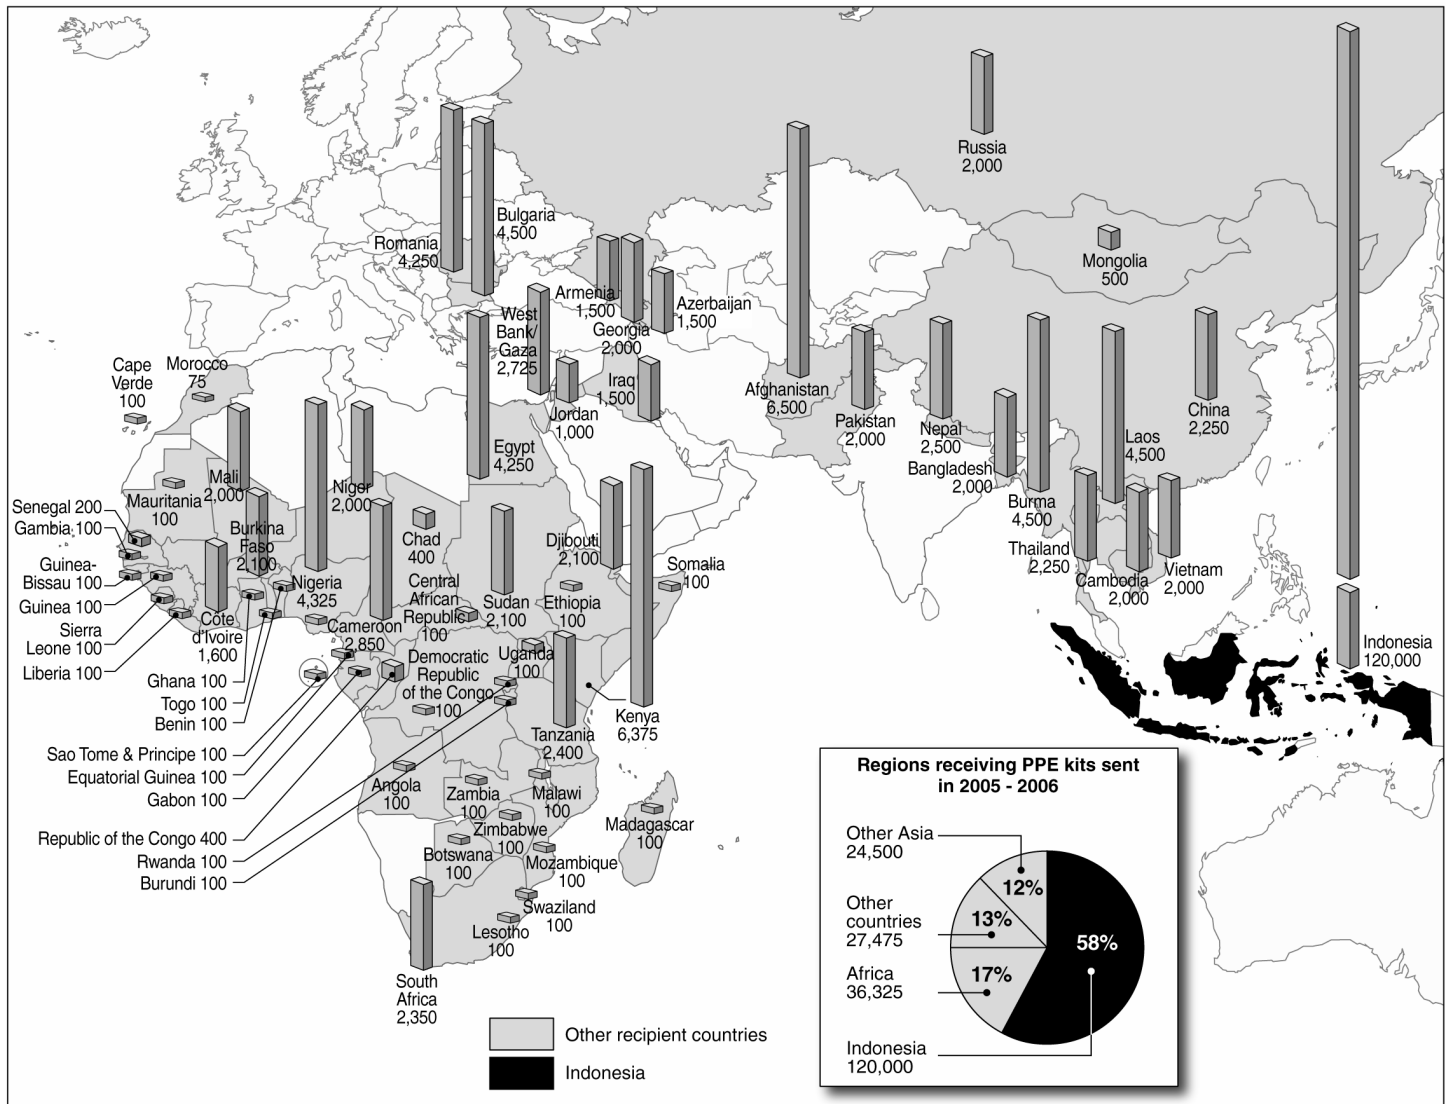 Russia
2,000
Bulgaria
4,500
Romania
4,250
Mongolia
500
Armenia
1,500
Azerbaijan
1,500
Georgia
2,000
West
Bank/
Gaza
2,725
Cape
Verde
100
Morocco
75
Iraq
1,500
Jordan
1,000
Afghanistan
6,500
Pakistan
2,000
Nepal
2,500
China
2,250
Laos
4,500
Egypt
4,250
Bangladesh
2,000
Burma
4,500
Mali
2,000
Niger
2,000
Mauritania
100
Senegal 200
Gambia 100
Burkina
Faso
2,100
Chad
400
Djibouti
2,100
Somalia
100
Thailand
2,250
Cambodia
2,000
Vietnam
2,000
Guinea-
Bissau 100
Guinea 100
Sierra
Leone 100
Liberia 100
Nigeria
4,325
Central
African
Republic
100
Sudan
2,100
Ethiopia
100
Côte
d'Ivoire
1,600
Cameroon
2,850
Indonesia
120,000
Ghana 100
Togo 100
Benin 100
Democratic
Republic
of the Congo
100
Uganda
100
Kenya
6,375
Tanzania
2,400
Sao Tome & Principe 100
Equatorial Guinea 100
Gabon 100
Republic of the Congo 400
Rwanda 100
Burundi 100
Angola
100
Zambia
100
Malawi
100
Zimbabwe
100
Madagascar
100
Botswana
100
Mozambique
100
Swaziland
100
Lesotho
100
South
Africa
2,350
Regions receiving PPE kits sent
in 2005 - 2006
Other Asia
24,500
12%
Other
countries
27,475
13%
58%
Africa
36,325
17%
Indonesia
120,000
Other recipient countries
Indonesia